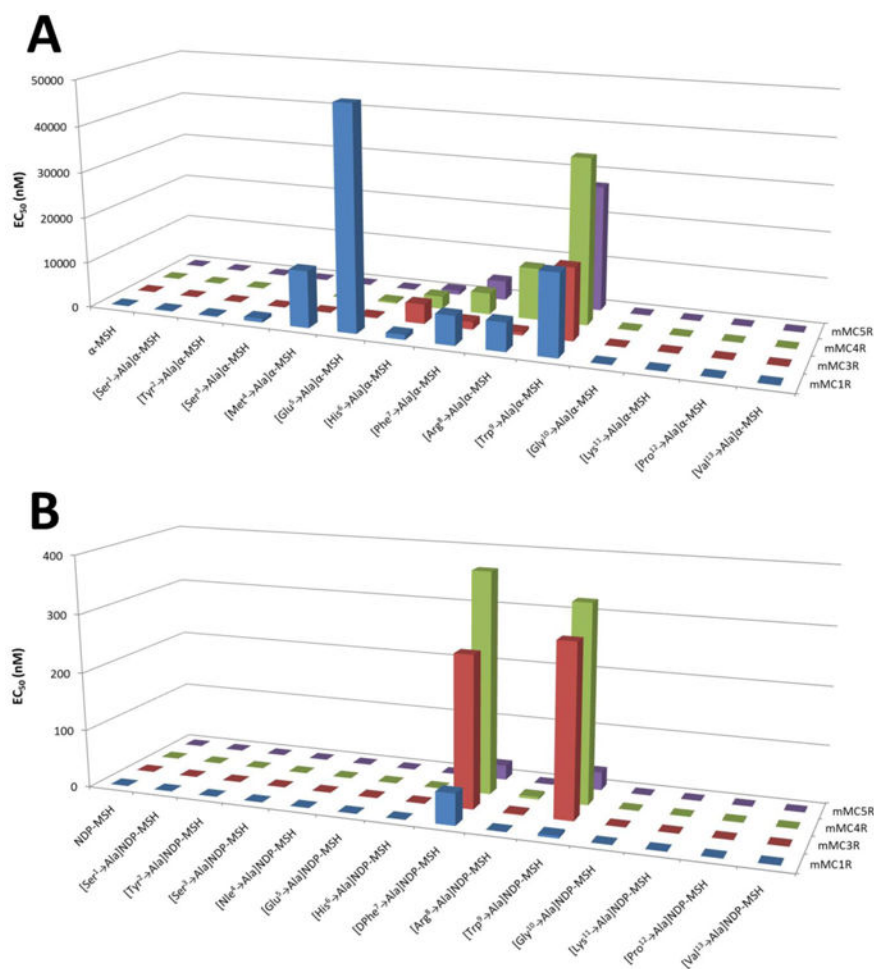 A
50000
40000
30000
20000
10000
0
EC50 (nM)
mMC5R
mMC4R
mMC3R
mMC1R
α-MSH
[Ser1→Ala]α-MSH
[Tyr2→Ala]α-MSH
[Ser3→Ala]α-MSH
[Met4→Ala]α-MSH
[Glu5→Ala]α-MSH
[His6→Ala]α-MSH
[Phe7→Ala]α-MSH
[Arg8→Ala]α-MSH
[Trp9→Ala]α-MSH
[Gly10→Ala]α-MSH
[Lys11→Ala]α-MSH
[Pro12→Ala]α-MSH
[Val13→Ala]α-MSH
B
400
300
200
100
0
EC50 (nM)
mMC5R
mMC4R
mMC3R
mMC1R
NDP-MSH
[Ser1→Ala]NDP-MSH
[Tyr2→Ala]NDP-MSH
[Ser3→Ala]NDP-MSH
[Nle4→Ala]NDP-MSH
[Glu5→Ala]NDP-MSH
[His6→Ala]NDP-MSH
[DPhe7→Ala]NDP-MSH
[Arg8→Ala]NDP-MSH
[Trp9→Ala]NDP-MSH
[Gly10→Ala]NDP-MSH
[Lys11→Ala]NDP-MSH
[Pro12→Ala]NDP-MSH
[Val13→Ala]NDP-MSH